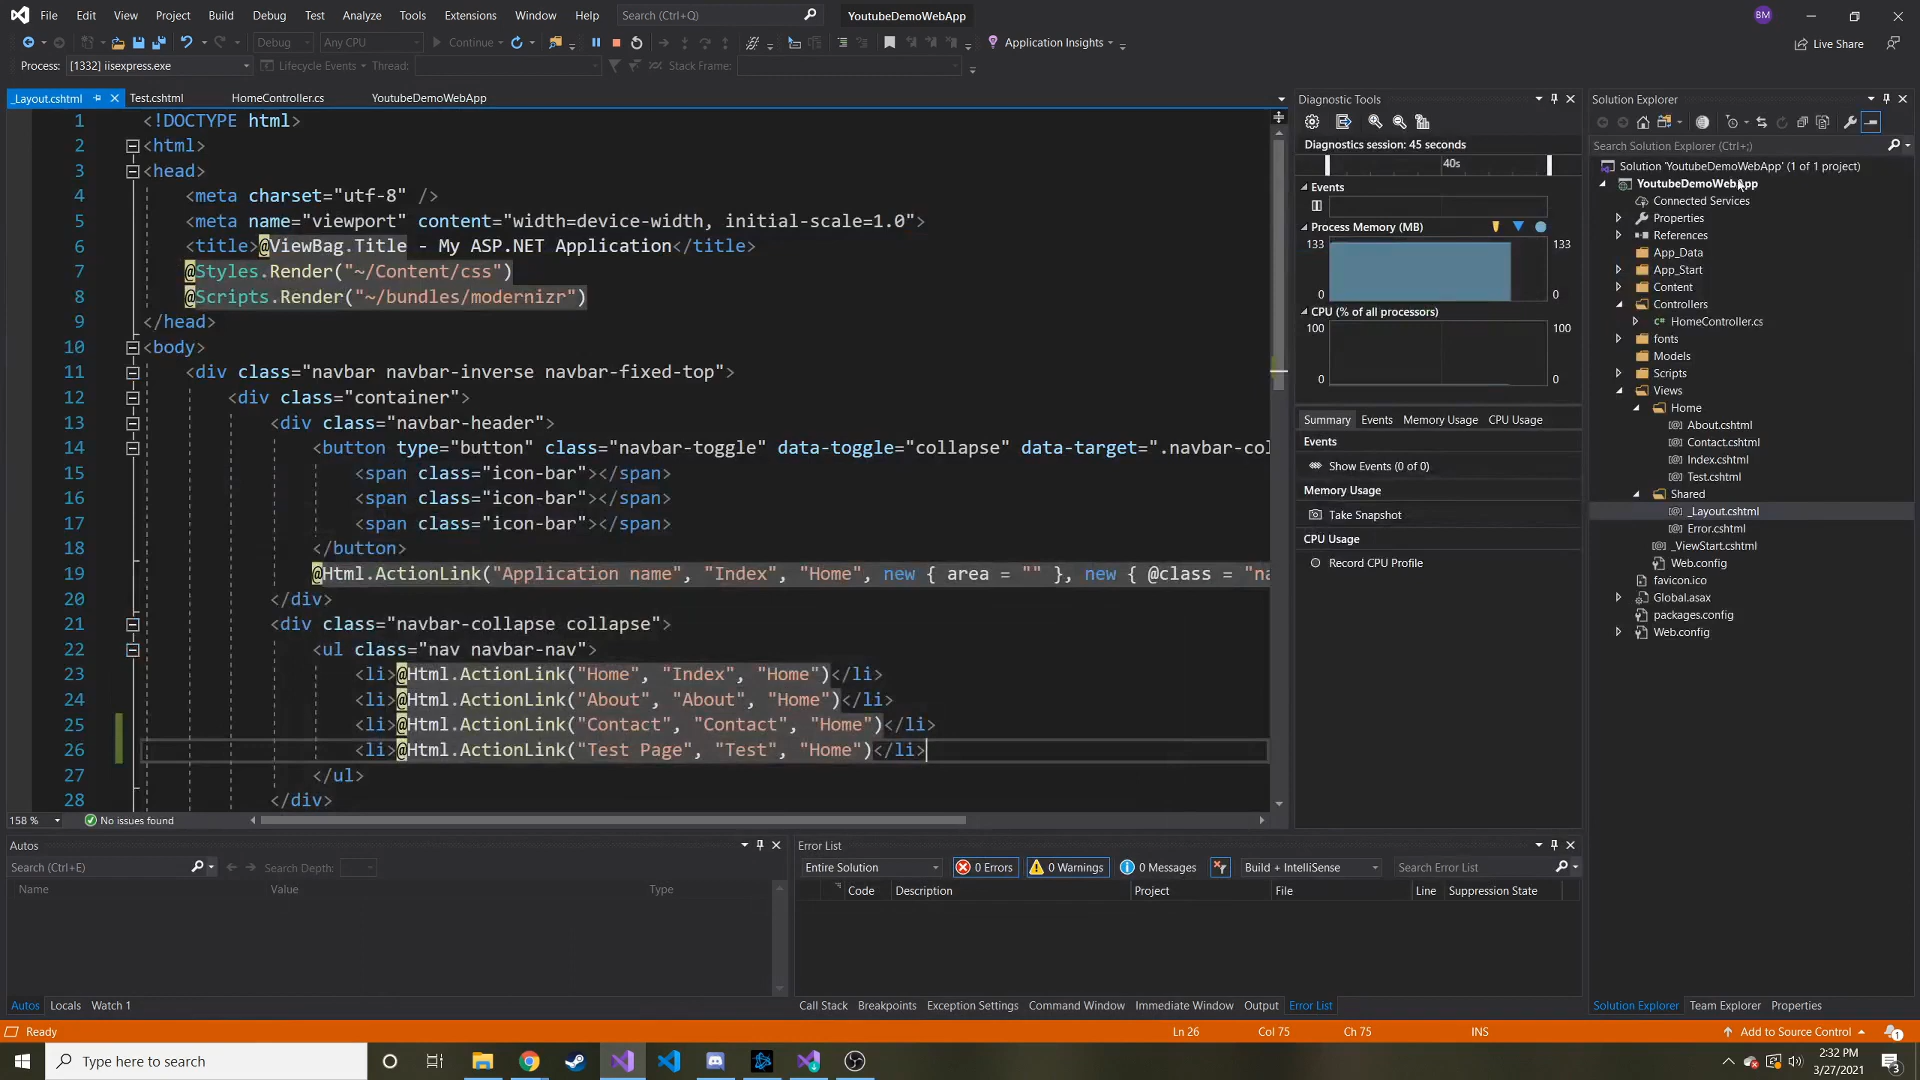 File Edit View Project Build Debug Test Analyze Tools Extensions Window Help Search (Ctrl+Q) YoutubeDemoWebApp BM
Debug Any CPU Continue Application Insights Live Share
Process: [1332] iisexpress.exe Lifecycle Events Thread: Stack Frame:
_Layout.cshtml Test.cshtml HomeController.cs YoutubeDemoWebApp
1 <!DOCTYPE html>
2 <html>
3 <head>
4 <meta charset="utf-8" />
5 <meta name="viewport" content="width=device-width, initial-scale=1.0">
6 <title>@ViewBag.Title - My ASP.NET Application</title>
7 @Styles.Render("~/Content/css")
8 @Scripts.Render("~/bundles/modernizr")
9 </head>
10 <body>
11 <div class="navbar navbar-inverse navbar-fixed-top">
12 <div class="container">
13 <div class="navbar-header">
14 <button type="button" class="navbar-toggle" data-toggle="collapse" data-target=".navbar-col
15 <span class="icon-bar"></span>
16 <span class="icon-bar"></span>
17 <span class="icon-bar"></span>
18 </button>
19 @Html.ActionLink("Application name", "Index", "Home", new { area = "" }, new { @class = "na
20 </div>
21 <div class="navbar-collapse collapse">
22 <ul class="nav navbar-nav">
23 <li>@Html.ActionLink("Home", "Index", "Home")</li>
24 <li>@Html.ActionLink("About", "About", "Home")</li>
25 <li>@Html.ActionLink("Contact", "Contact", "Home")</li>
26 <li>@Html.ActionLink("Test Page", "Test", "Home")</li>
27 </ul>
28 </div>
158 % No issues found
Diagnostic Tools
Diagnostics session: 45 seconds
40s
Events
Process Memory (MB)
133 133
0 0
CPU (% of all processors)
100 100
0 0
Summary Events Memory Usage CPU Usage
Events
Show Events (0 of 0)
Memory Usage
Take Snapshot
CPU Usage
Record CPU Profile
Solution Explorer
Search Solution Explorer (Ctrl+;)
Solution 'YoutubeDemoWebApp' (1 of 1 project)
YoutubeDemoWebApp
Connected Services
Properties
References
App_Data
App_Start
Content
Controllers
C# HomeController.cs
fonts
Models
Scripts
Views
Home
About.cshtml
Contact.cshtml
Index.cshtml
Test.cshtml
Shared
_Layout.cshtml
Error.cshtml
_ViewStart.cshtml
Web.config
favicon.ico
Global.asax
packages.config
Web.config
Autos
Search (Ctrl+E) Search Depth:
Name Value Type
Autos Locals Watch 1
Error List
Entire Solution 0 Errors 0 Warnings 0 Messages Build + IntelliSense Search Error List
Code Description Project File Line Suppression State
Call Stack Breakpoints Exception Settings Command Window Immediate Window Output Error List
Solution Explorer Team Explorer Properties
Ready Ln 26 Col 75 Ch 75 INS Add to Source Control 1
Type here to search
2:32 PM
3/27/2021
3